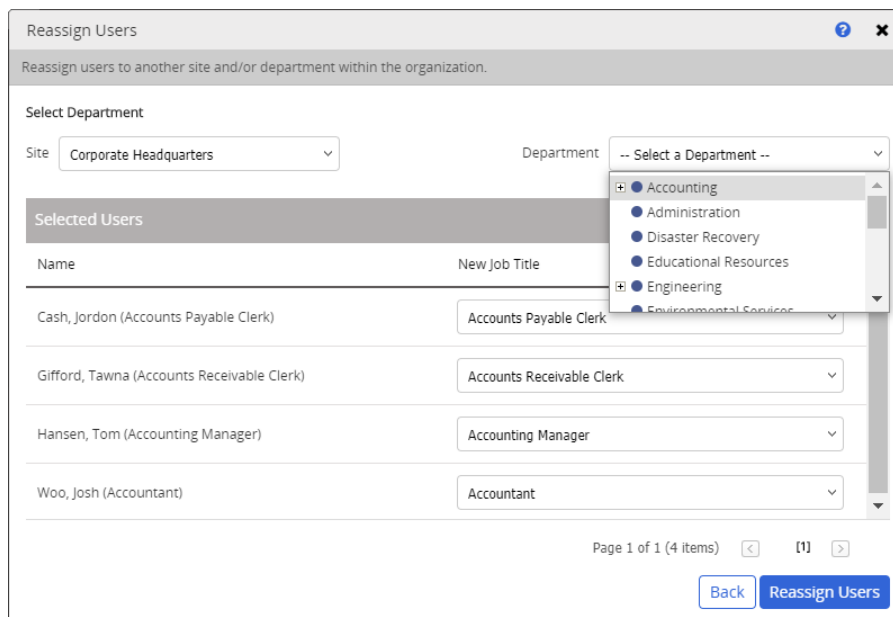 Reassign Users
Reassign users to another site and/or department within the organization.
Select Department
Site Corporate Headquarters Department -- Select a Department --
Accounting
Administration
Disaster Recovery
Educational Resources
Engineering
Environmental Services
Selected Users
Name New Job Title
Cash, Jordon (Accounts Payable Clerk) Accounts Payable Clerk
Gifford, Tawna (Accounts Receivable Clerk) Accounts Receivable Clerk
Hansen, Tom (Accounting Manager) Accounting Manager
Woo, Josh (Accountant) Accountant
Page 1 of 1 (4 items) < [1] >
Back Reassign Users